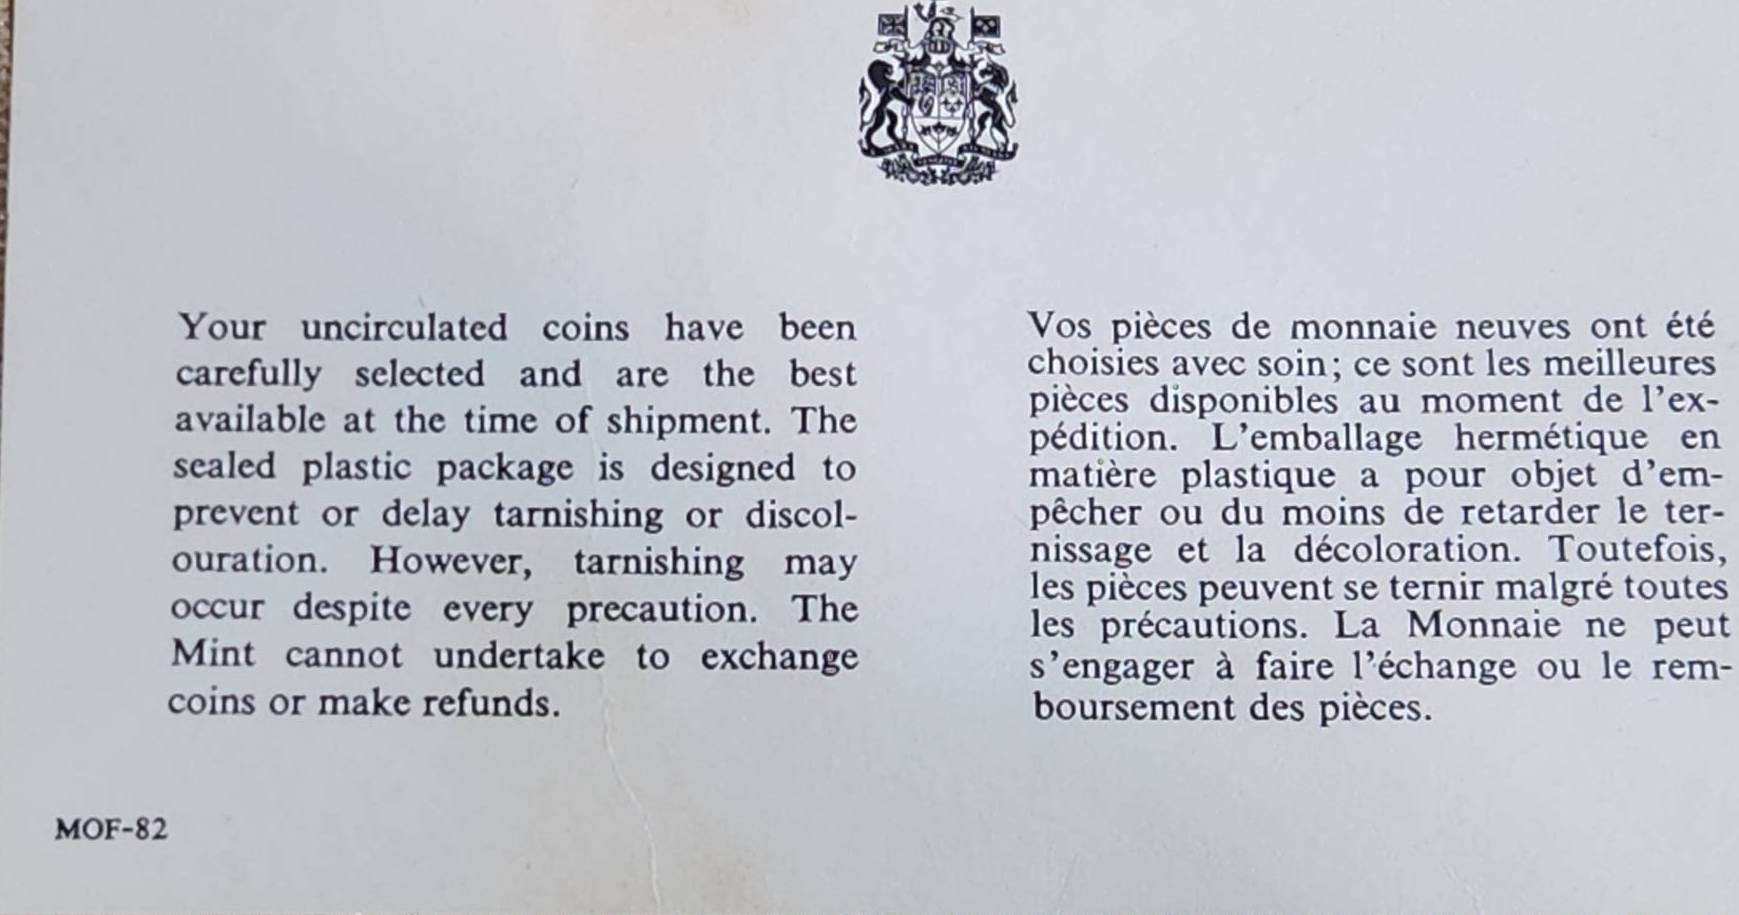 Your uncirculated coins have been
carefully selected and are the best
available at the time of shipment. The
sealed plastic package is designed to
prevent or delay tarnishing or discol-
ouration. However, tarnishing may
occur despite every precaution. The
Mint cannot undertake to exchange
coins or make refunds.
Vos pièces de monnaie neuves ont été
choisies avec soin; ce sont les meilleures
pièces disponibles au moment de l'ex-
pédition. L'emballage hermétique en
matière plastique a pour objet d'em-
pêcher ou du moins de retarder le ter-
nissage et la décoloration. Toutefois,
les pièces peuvent se ternir malgré toutes
les précautions. La Monnaie ne peut
s'engager à faire l'échange ou le rem-
boursement des pièces.
MOF-82